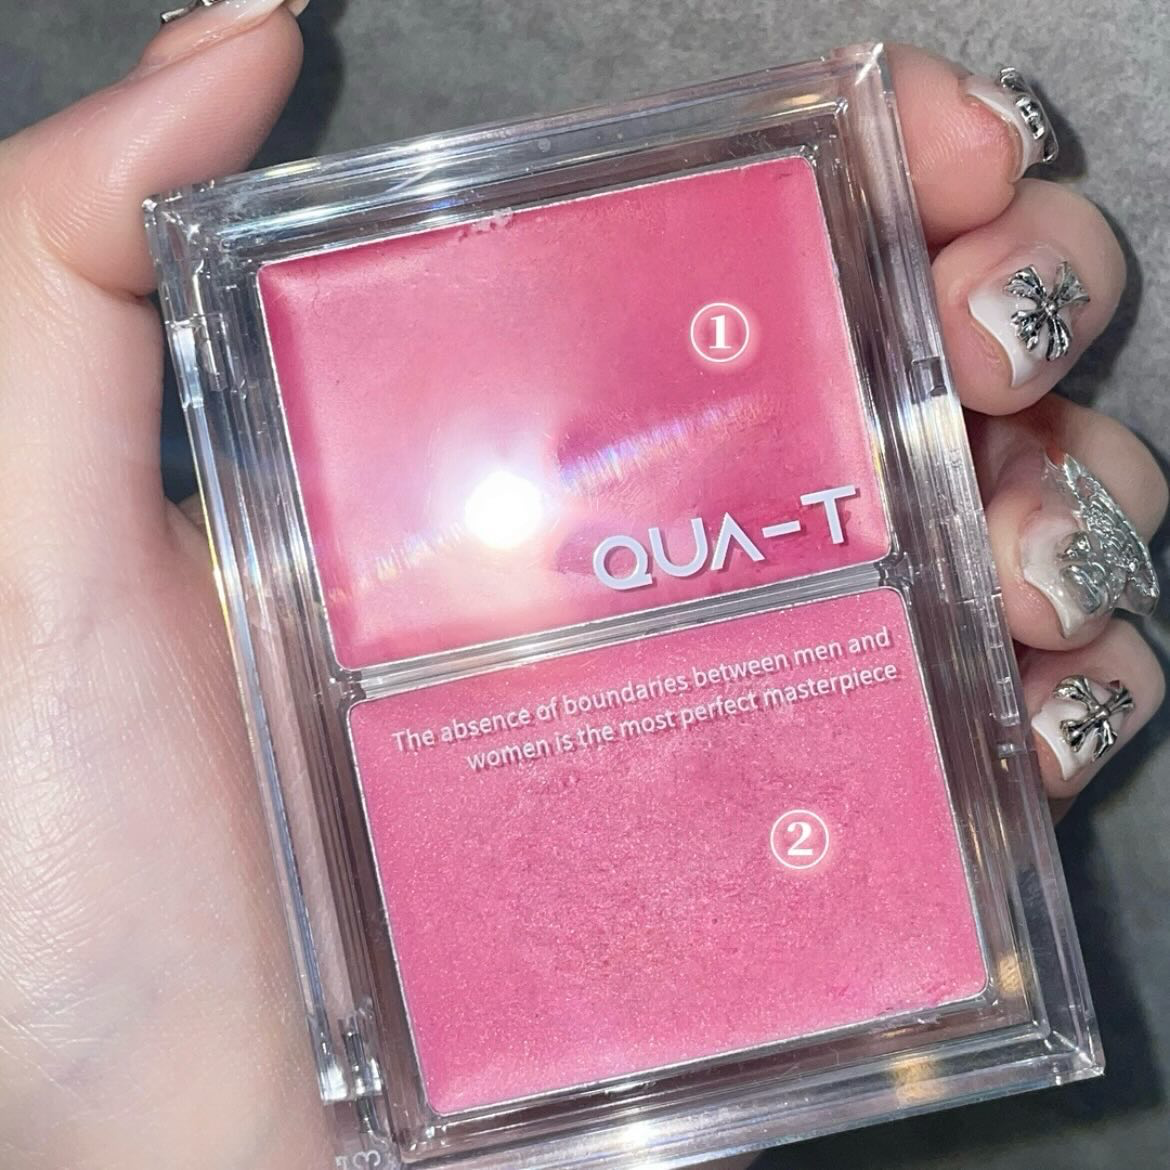 ①
QUA-T
The absence of boundaries between men and
women is the most perfect masterpiece
②